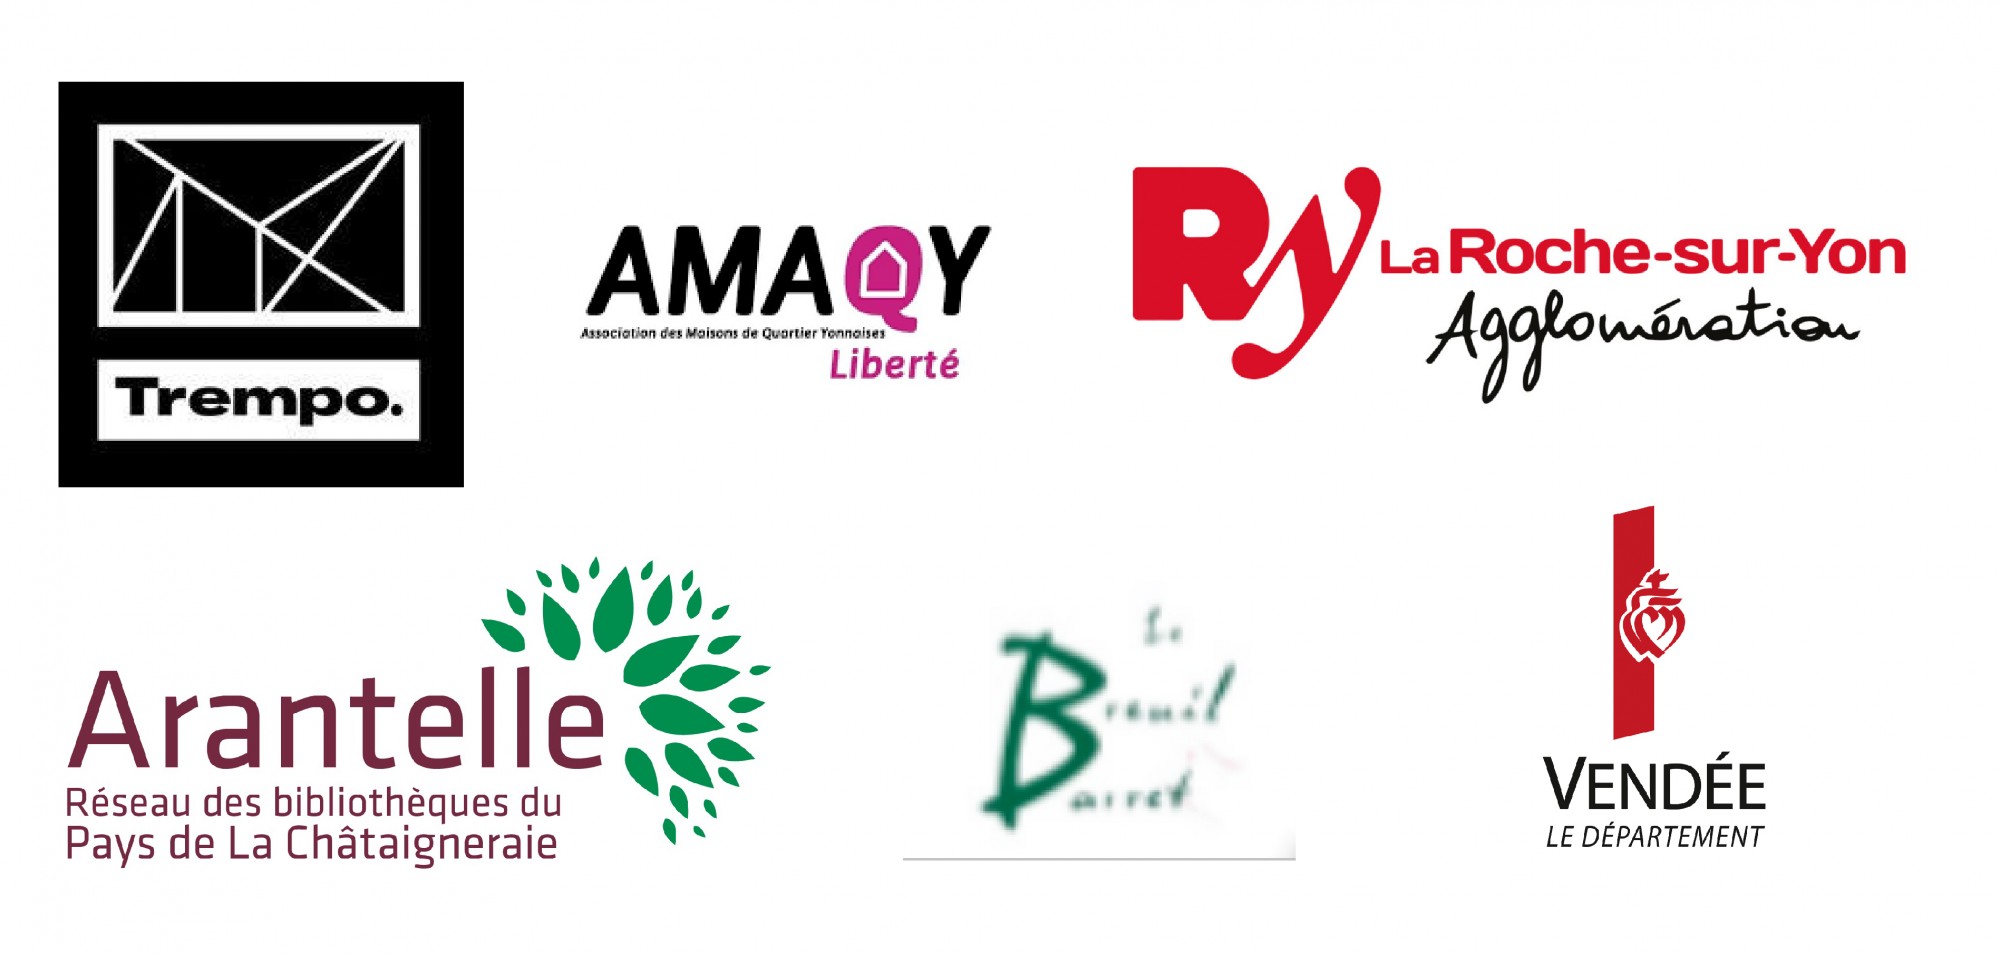 Trempo.
AMAQY
Association des Maisons de Quartier Yonnaises
Liberté
Ry
La Roche-sur-Yon
Agglomération
Arantelle
Réseau des bibliothèques du
Pays de La Châtaigneraie
Le
Breuil
Barret
VENDÉE
LE DÉPARTEMENT